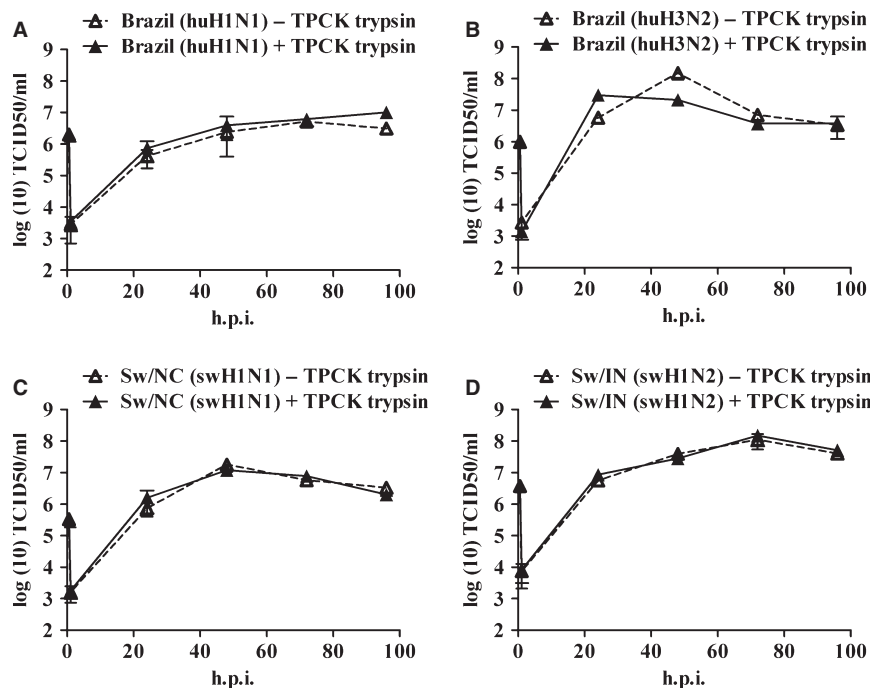 A
Brazil (huH1N1) – TPCK trypsin
Brazil (huH1N1) + TPCK trypsin
log (10) TCID50/ml
9
8
7
6
5
4
3
2
0 20 40 60 80 100
h.p.i.
B
Brazil (huH3N2) – TPCK trypsin
Brazil (huH3N2) + TPCK trypsin
log (10) TCID50/ml
9
8
7
6
5
4
3
2
0 20 40 60 80 100
h.p.i.
C
Sw/NC (swH1N1) – TPCK trypsin
Sw/NC (swH1N1) + TPCK trypsin
log (10) TCID50/ml
9
8
7
6
5
4
3
2
0 20 40 60 80 100
h.p.i.
D
Sw/IN (swH1N2) – TPCK trypsin
Sw/IN (swH1N2) + TPCK trypsin
log (10) TCID50/ml
9
8
7
6
5
4
3
2
0 20 40 60 80 100
h.p.i.